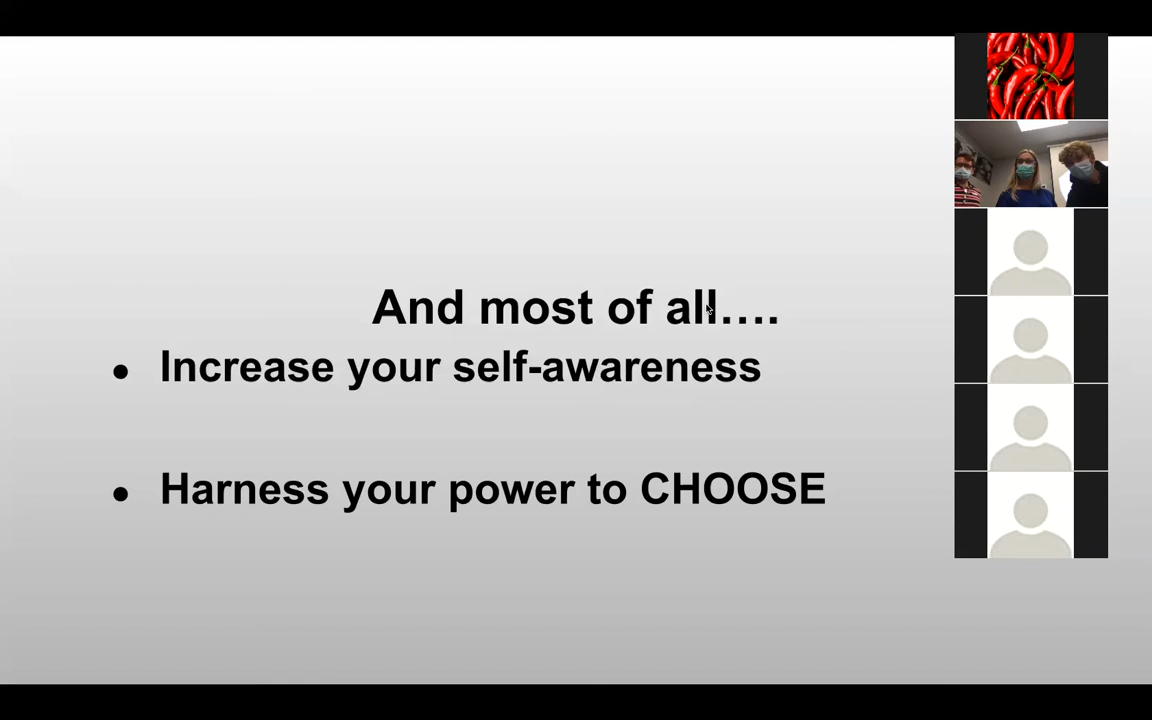 And most of all….
● Increase your self-awareness
● Harness your power to CHOOSE